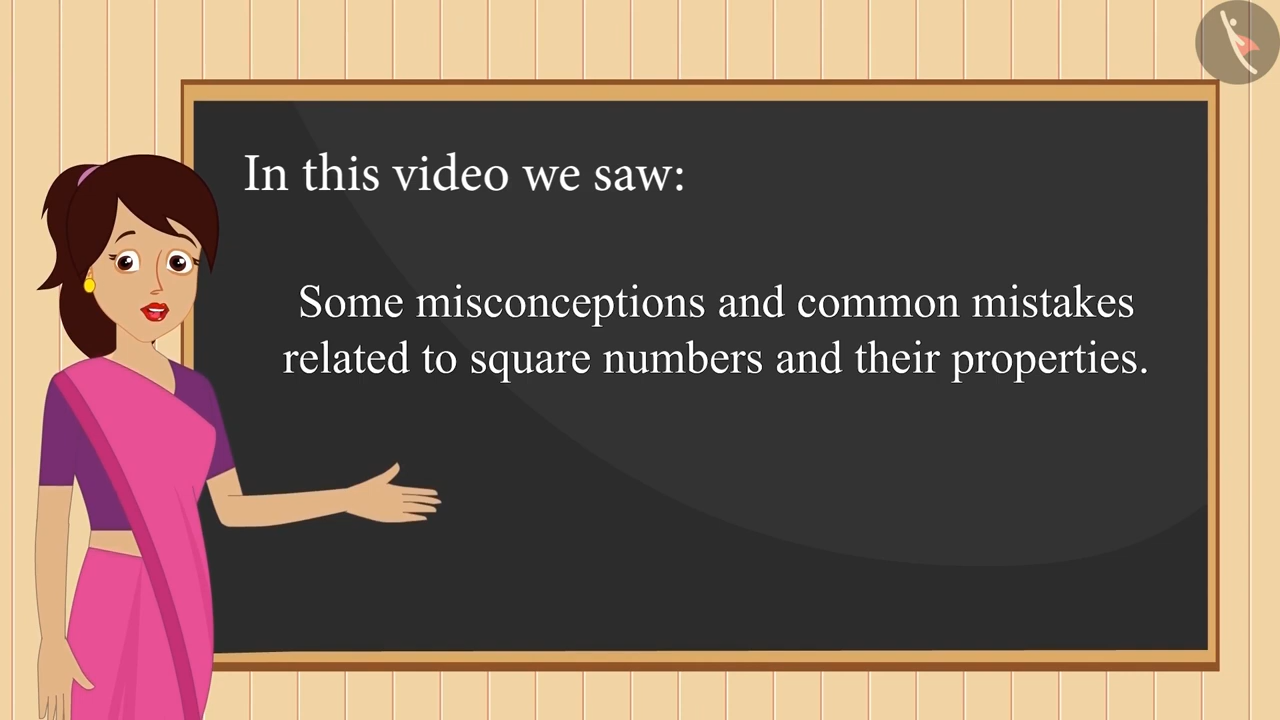 In this video we saw:
Some misconceptions and common mistakes
related to square numbers and their properties.